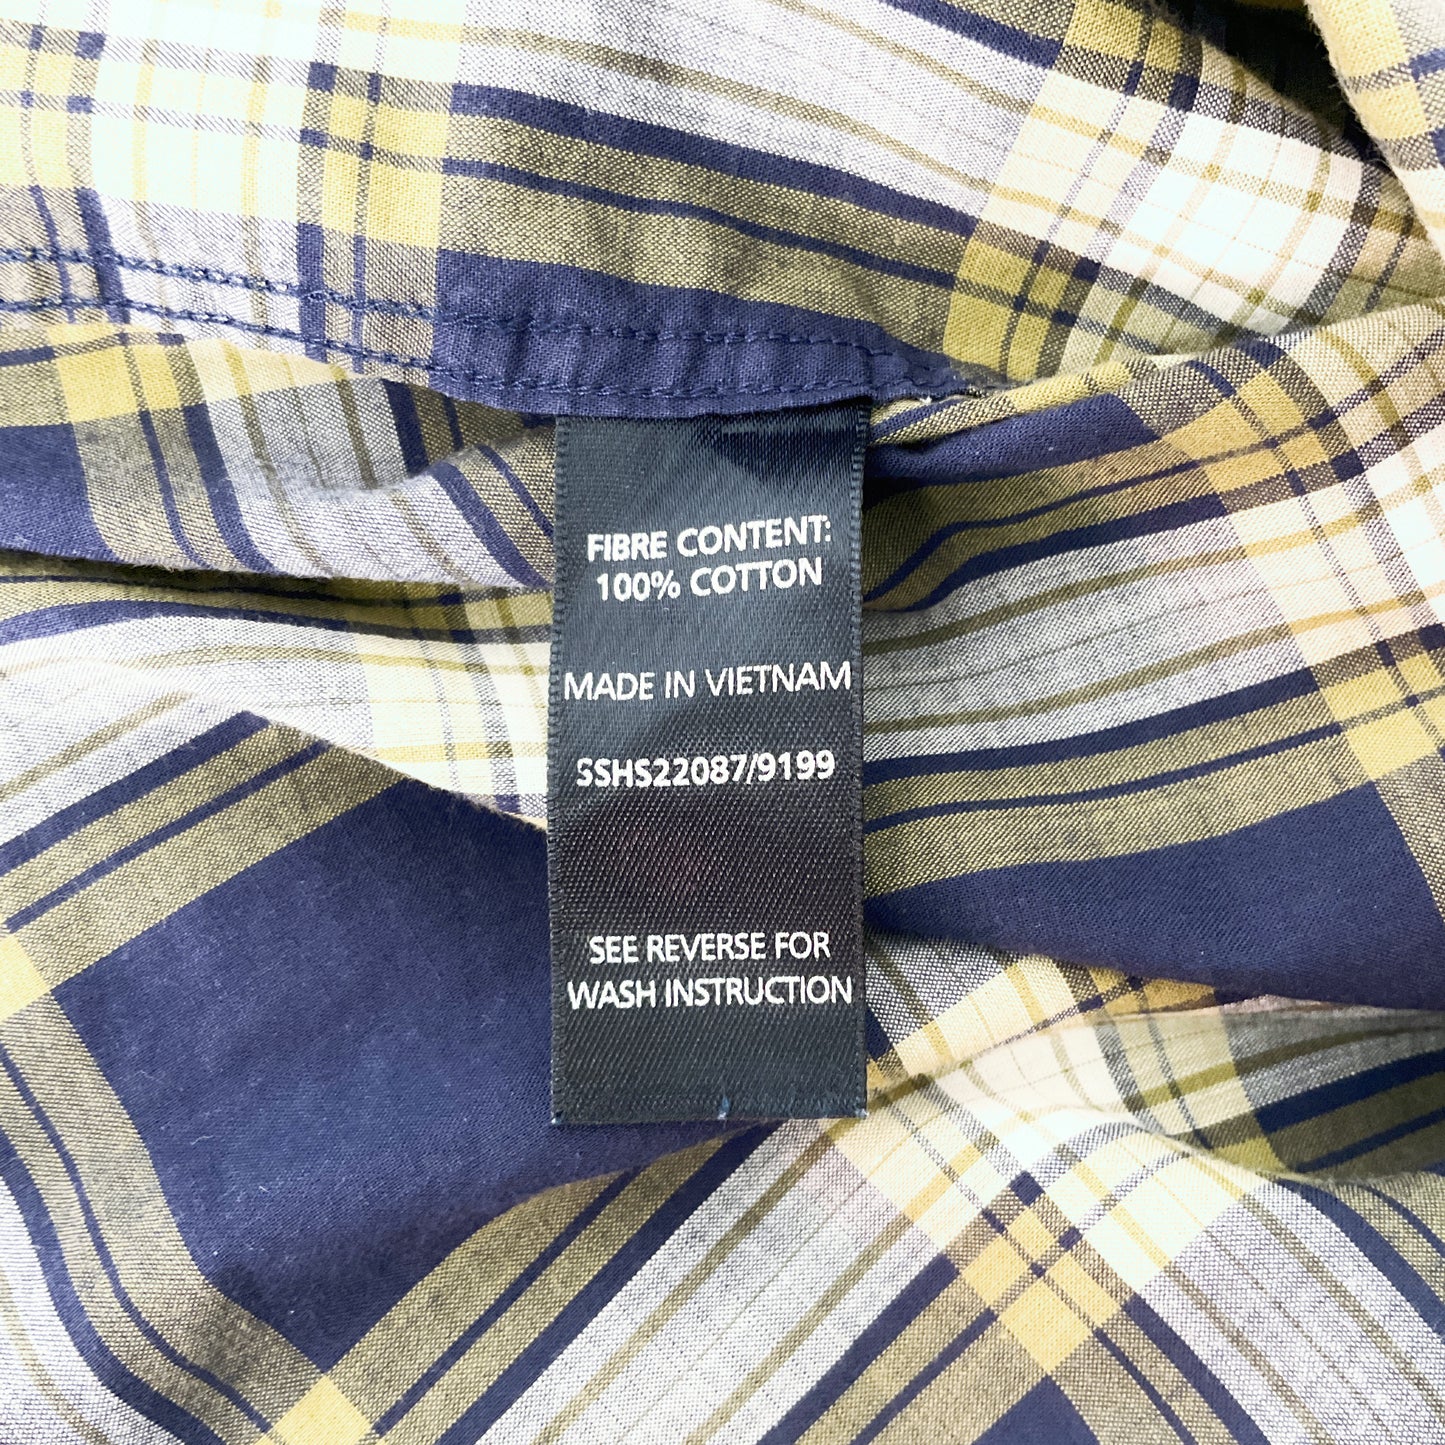 FIBRE CONTENT:
100% COTTON
MADE IN VIETNAM
SSHS22087/9199
SEE REVERSE FOR
WASH INSTRUCTION